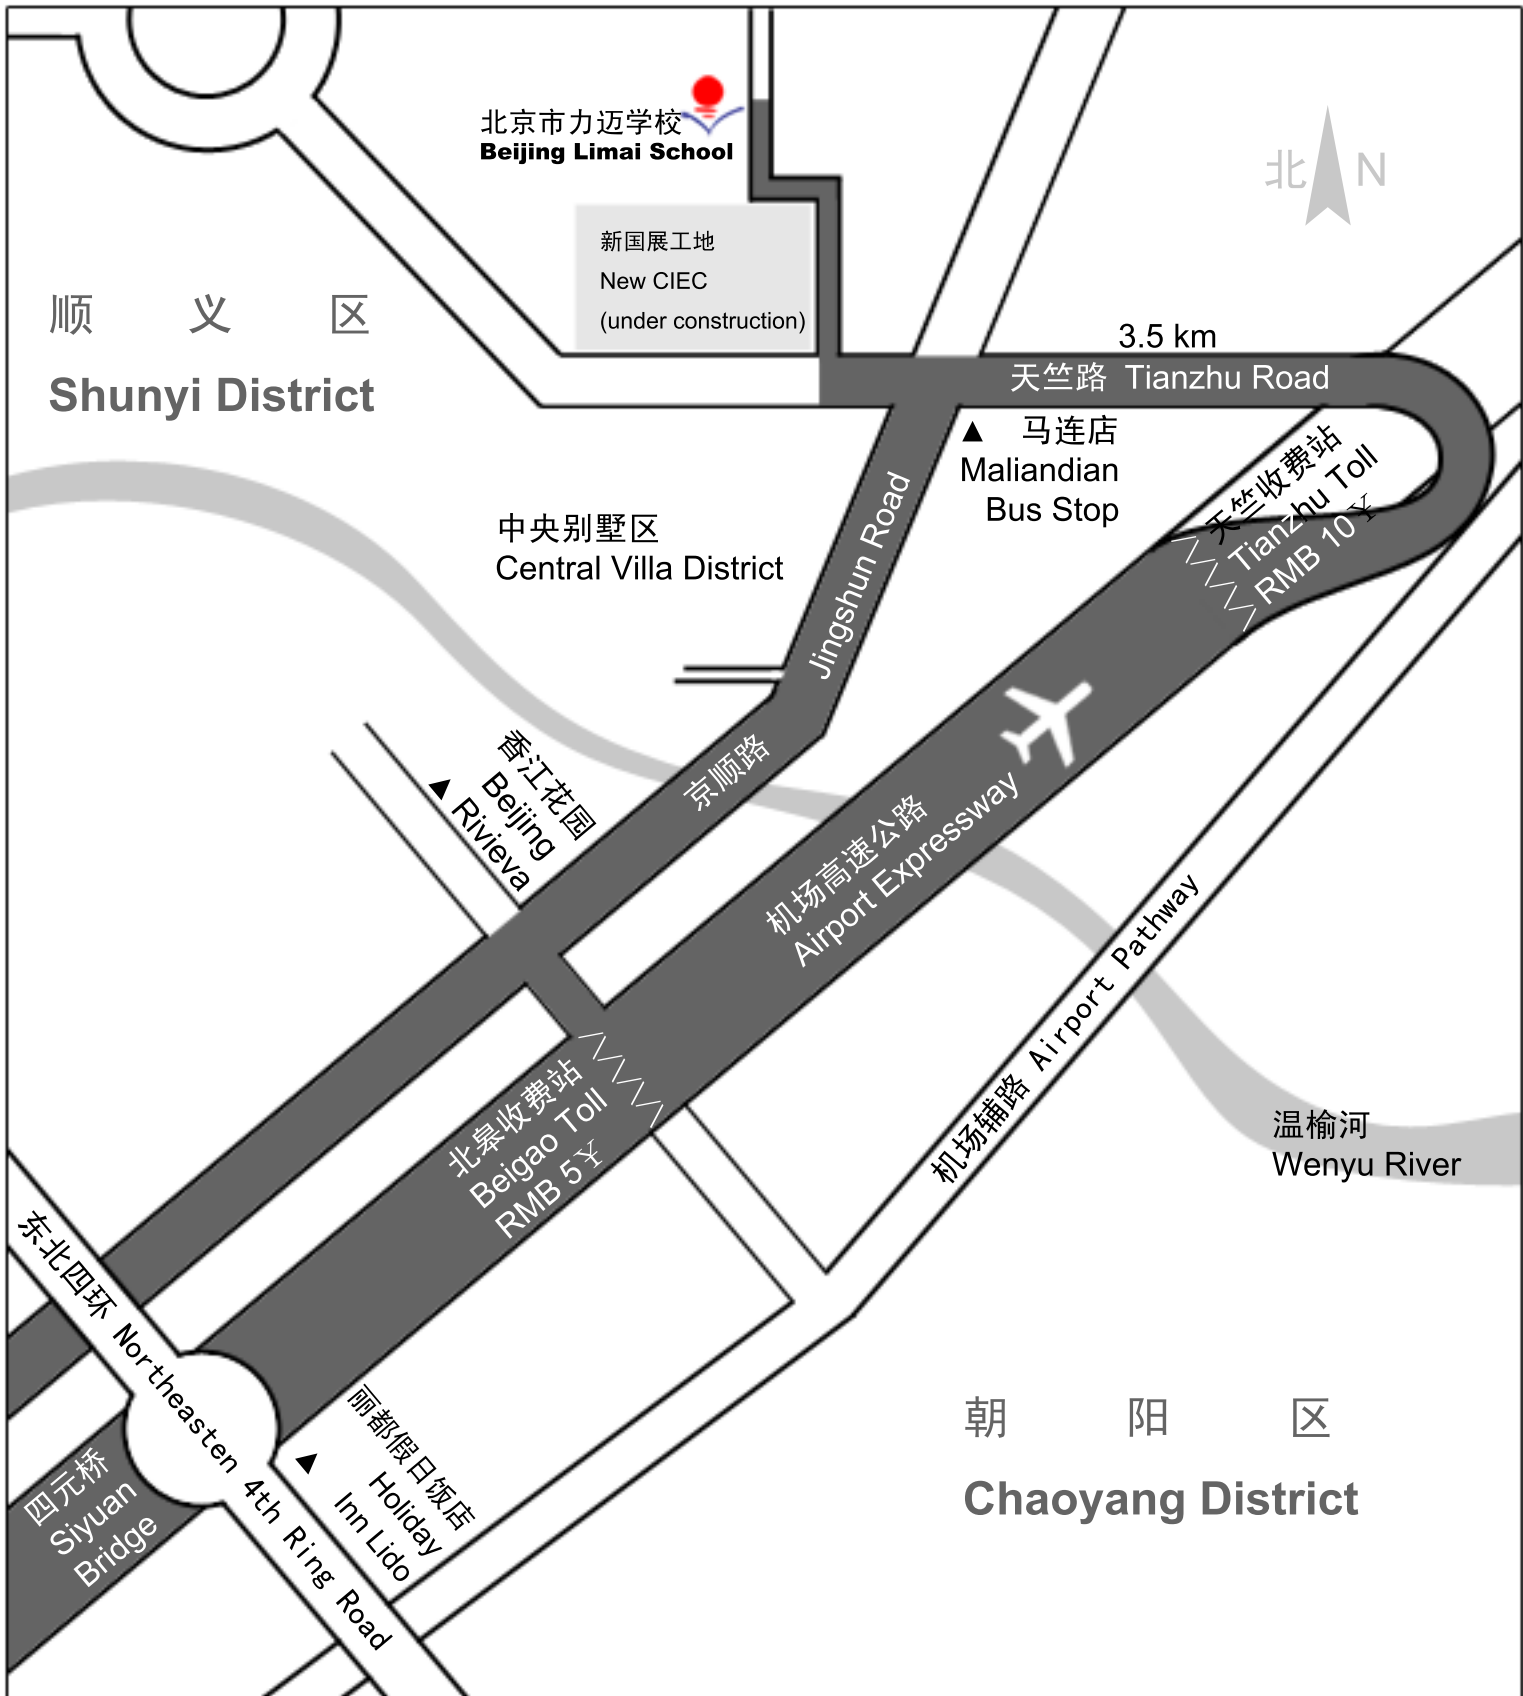 北京市力迈学校
Beijing Limai School
北 N
新国展工地
New CIEC
(under construction)
顺 义 区
Shunyi District
3.5 km
天竺路 Tianzhu Road
马连店
Maliandian
Bus Stop
天竺收费站
Tianzhu Toll
RMB 10¥
中央别墅区
Central Villa District
Jingshun Road
京顺路
香江花园
Beijing
Rivieva
机场高速公路
Airport Expressway
机场辅路 Airport Pathway
北皋收费站
Beigao Toll
RMB 5¥
温榆河
Wenyu River
东北四环 Northeasten 4th Ring Road
丽都假日饭店
Holiday
Inn Lido
四元桥
Siyuan
Bridge
朝 阳 区
Chaoyang District